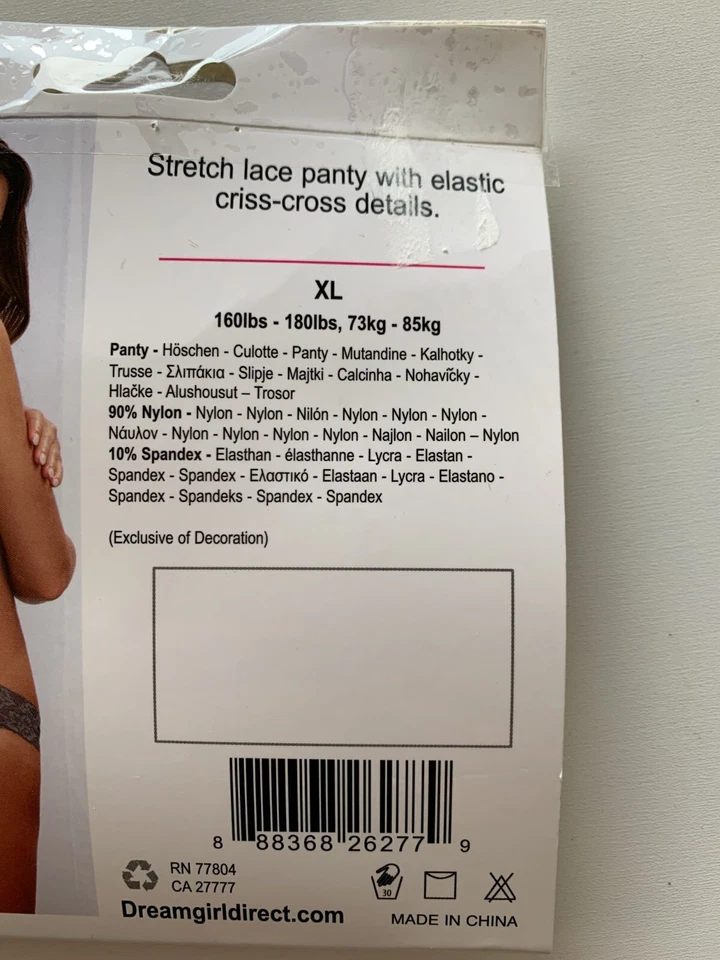 Stretch lace panty with elastic
criss-cross details.
XL
160lbs - 180lbs, 73kg - 85kg
Panty - Höschen - Culotte - Panty - Mutandine - Kalhotky -
Trusse - Σλιπάκια - Slipje - Majtki - Calcinha - Nohavičky -
Hlačke - Alushousut – Trosor
90% Nylon - Nylon - Nylon - Nilón - Nylon - Nylon - Nylon -
Νάυλον - Nylon - Nylon - Nylon - Nylon - Najlon - Nailon – Nylon
10% Spandex - Elasthan - élasthanne - Lycra - Elastan -
Spandex - Spandex - Ελαστικό - Elastaan - Lycra - Elastano -
Spandex - Spandeks - Spandex - Spandex
(Exclusive of Decoration)
8 88368 26277 9
RN 77804
CA 27777
30
Dreamgirldirect.com
MADE IN CHINA